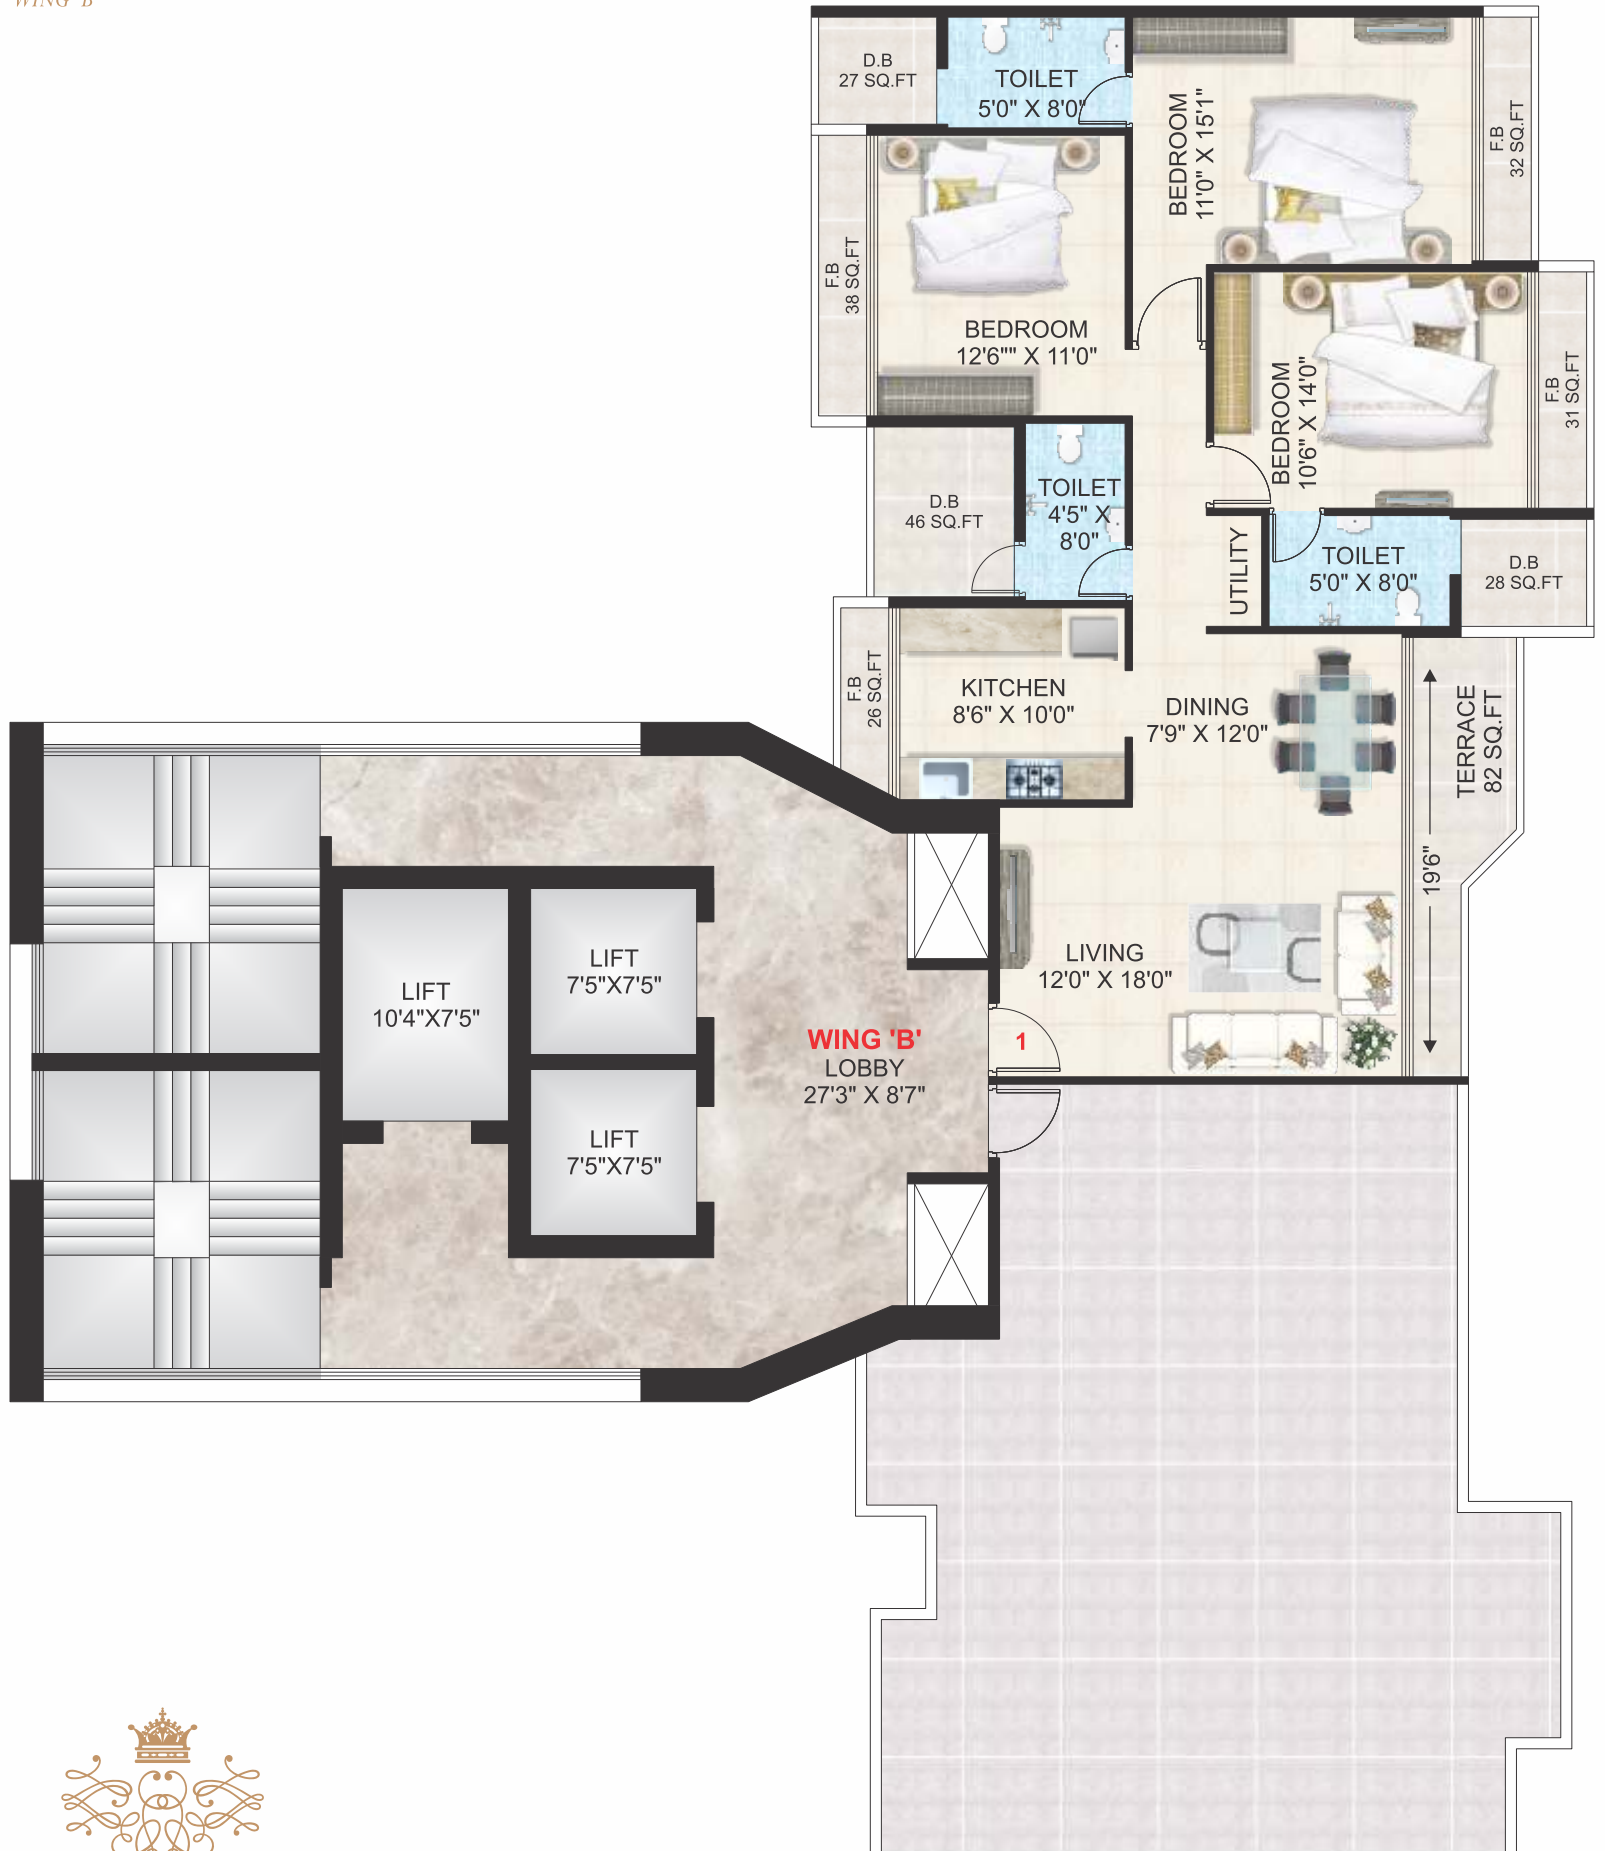 WING 'B'
D.B
27 SQ.FT
TOILET
5'0" X 8'0"
BEDROOM
11'0" X 15'1"
F.B
32 SQ.FT
F.B
38 SQ.FT
BEDROOM
12'6"" X 11'0"
BEDROOM
10'6" X 14'0"
F.B
31 SQ.FT
D.B
46 SQ.FT
TOILET
4'5" X
8'0"
UTILITY
TOILET
5'0" X 8'0"
D.B
28 SQ.FT
F.B
26 SQ.FT
KITCHEN
8'6" X 10'0"
DINING
7'9" X 12'0"
TERRACE
82 SQ.FT
19'6"
LIVING
12'0" X 18'0"
LIFT
10'4"X7'5"
LIFT
7'5"X7'5"
WING 'B'
LOBBY
27'3" X 8'7"
1
LIFT
7'5"X7'5"